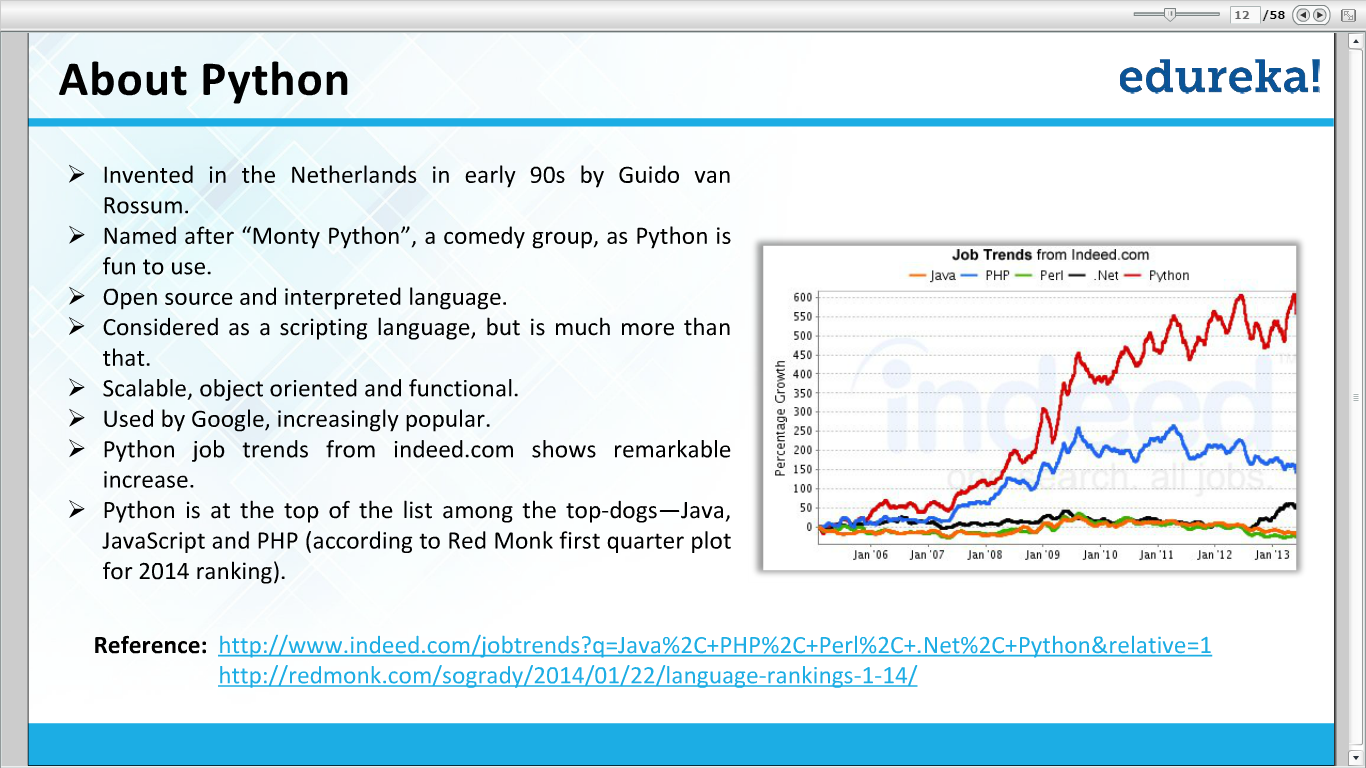 12 /58
About Python
edureka!
➢ Invented in the Netherlands in early 90s by Guido van
Rossum.
➢ Named after “Monty Python”, a comedy group, as Python is
fun to use.
➢ Open source and interpreted language.
➢ Considered as a scripting language, but is much more than
that.
➢ Scalable, object oriented and functional.
➢ Used by Google, increasingly popular.
➢ Python job trends from indeed.com shows remarkable
increase.
➢ Python is at the top of the list among the top-dogs—Java,
JavaScript and PHP (acording to Red Monk first quarter plot
for 2014 ranking).
Job Trends from Indeed.com
Java PHP Perl .Net Python
Percentage Growth
600
550
500
450
400
350
300
250
200
150
100
50
0
indeed
one search. all jobs.
Jan'06 Jan'07 Jan'08 Jan'09 Jan'10 Jan'11 Jan'12 Jan'13
Reference: http://www.indeed.com/jobtrends?q=Java%2C+PHP%2C+Perl%2C+.Net%2C+Python&relative=1
http://redmonk.com/sogrady/2014/01/22/language-rankings-1-14/